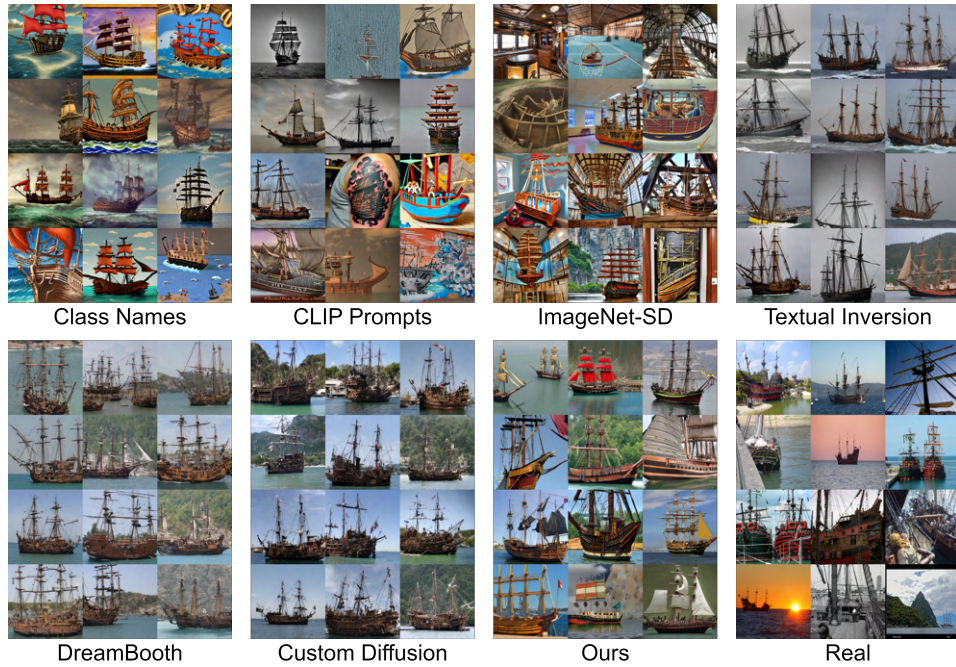 Class Names
CLIP Prompts
ImageNet-SD
Textual Inversion
DreamBooth
Custom Diffusion
Ours
Real